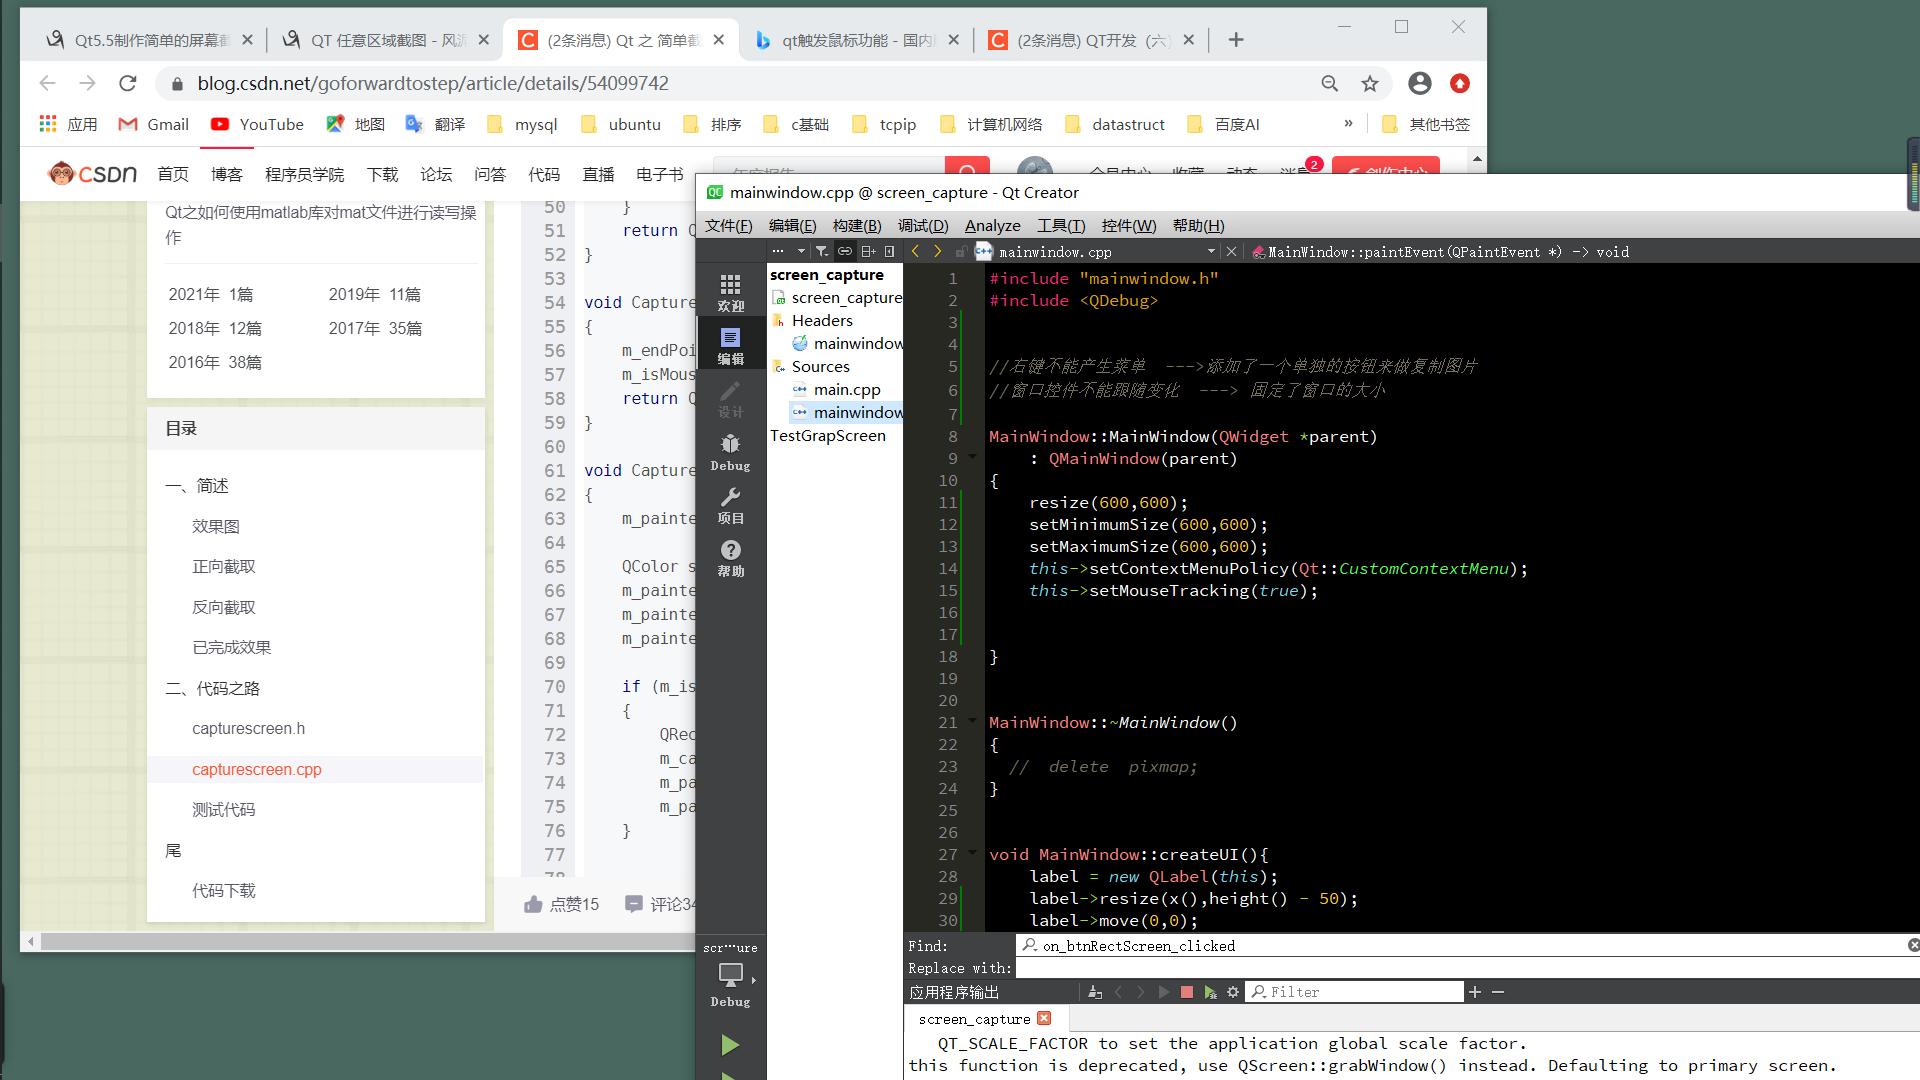 Qt5.5制作简单的屏幕截
QT 任意区域截图 - 风
(2条消息) Qt 之 简单截
qt触发鼠标功能 - 国内
(2条消息) QT开发（六）
blog.csdn.net/goforwardtostep/article/details/54099742
应用 Gmail YouTube 地图 翻译 mysql ubuntu 排序 c基础 tcpip 计算机网络 datastruct 百度AI » 其他书签
CSDN 首页 博客 程序员学院 下载 论坛 问答 代码 直播 电子书 2
Qt之如何使用matlab库对mat文件进行读写操
作
2021年 1篇 2019年 11篇
2018年 12篇 2017年 35篇
2016年 38篇
目录
一、简述
效果图
正向截取
反向截取
已完成效果
二、代码之路
capturescreen.h
capturescreen.cpp
测试代码
尾
代码下载
50 }
51 return Q
52 }
53
54 void Capture
55 {
56 m_endPoi
57 m_isMous
58 return Q
59 }
60
61 void Capture
62 {
63 m_painte
64
65 QColor s
66 m_painte
67 m_painte
68 m_painte
69
70 if (m_is
71 {
72 QRec
73 m_ca
74 m_pa
75 m_pa
76 }
77
78
点赞15 评论34
mainwindow.cpp @ screen_capture - Qt Creator
文件(F) 编辑(E) 构建(B) 调试(D) Analyze 工具(T) 控件(W) 帮助(H)
mainwindow.cpp MainWindow::paintEvent(QPaintEvent *) -> void
欢迎
编辑
设计
Debug
项目
帮助
scr···ure
Debug
screen_capture
screen_capture
Headers
mainwindow
Sources
main.cpp
mainwindow
TestGrapScreen
1 #include "mainwindow.h"
2 #include <QDebug>
3
4
5 //右键不能产生菜单 --->添加了一个单独的按钮来做复制图片
6 //窗口控件不能跟随变化 ---> 固定了窗口的大小
7
8 MainWindow::MainWindow(QWidget *parent)
9 : QMainWindow(parent)
10 {
11 resize(600,600);
12 setMinimumSize(600,600);
13 setMaximumSize(600,600);
14 this->setContextMenuPolicy(Qt::CustomContextMenu);
15 this->setMouseTracking(true);
16
17
18 }
19
20
21 MainWindow::~MainWindow()
22 {
23 // delete pixmap;
24 }
25
26
27 void MainWindow::createUI(){
28 label = new QLabel(this);
29 label->resize(x(),height() - 50);
30 label->move(0,0);
Find: on_btnRectScreen_clicked
Replace with:
应用程序输出 Filter
screen_capture
QT_SCALE_FACTOR to set the application global scale factor.
this function is deprecated, use QScreen::grabWindow() instead. Defaulting to primary screen.